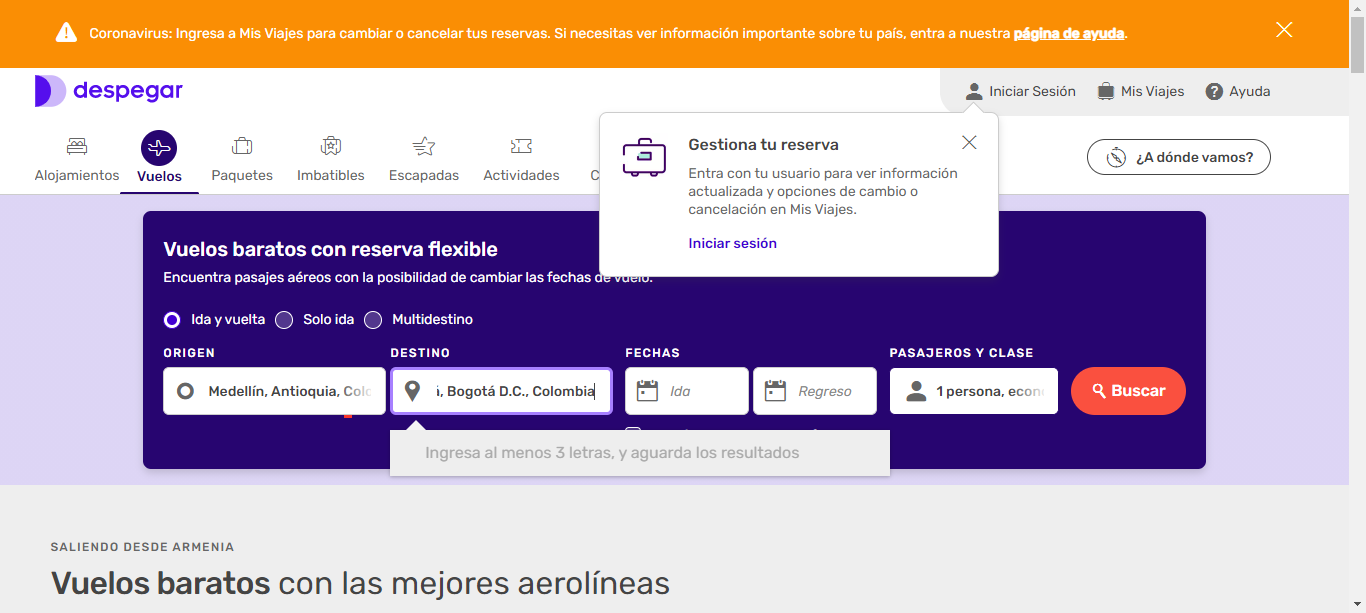 Coronavirus: Ingresa a Mis Viajes para cambiar o cancelar tus reservas. Si necesitas ver información importante sobre tu país, entra a nuestra página de ayuda.
despegar
Iniciar Sesión
Mis Viajes
Ayuda
Alojamientos
Vuelos
Paquetes
Imbatibles
Escapadas
Actividades
C
¿A dónde vamos?
Gestiona tu reserva
Entra con tu usuario para ver información
actualizada y opciones de cambio o
cancelación en Mis Viajes.
Iniciar sesión
Vuelos baratos con reserva flexible
Encuentra pasajes aéreos con la posibilidad de cambiar las fechas de vuelo.
Ida y vuelta
Solo ida
Multidestino
ORIGEN
DESTINO
FECHAS
PASAJEROS Y CLASE
Medellín, Antioquia, Colo
, Bogotá D.C., Colombia
Ida
Regreso
1 persona, econ
Buscar
Ingresa al menos 3 letras, y aguarda los resultados
SALIENDO DESDE ARMENIA
Vuelos baratos con las mejores aerolíneas